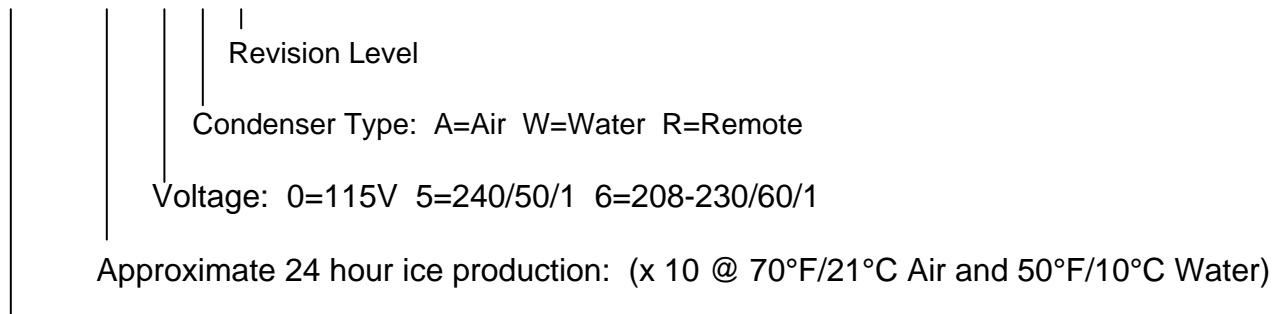 Revision Level
Condenser Type:  A=Air  W=Water  R=Remote
Voltage:  0=115V  5=240/50/1  6=208-230/60/1
Approximate 24 hour ice production:  (x 10 @ 70°F/21°C Air and 50°F/10°C Water)